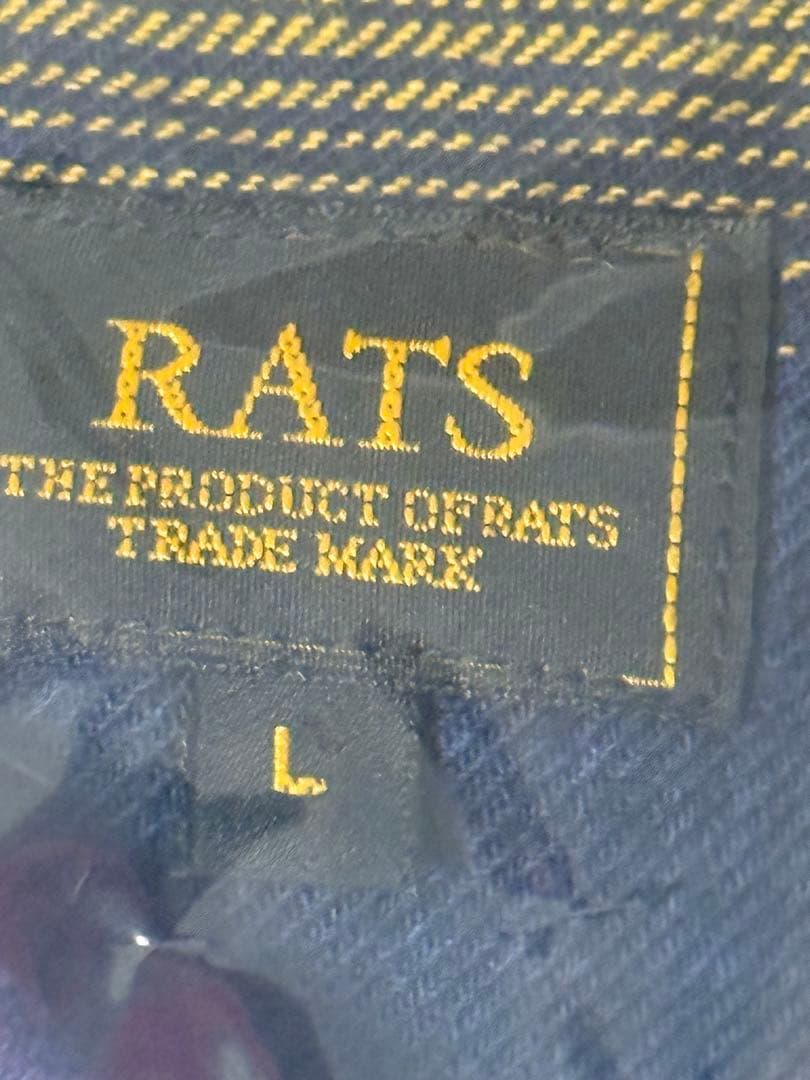 RATS
THE PRODUCT OF RATS
TRADE MARK
L